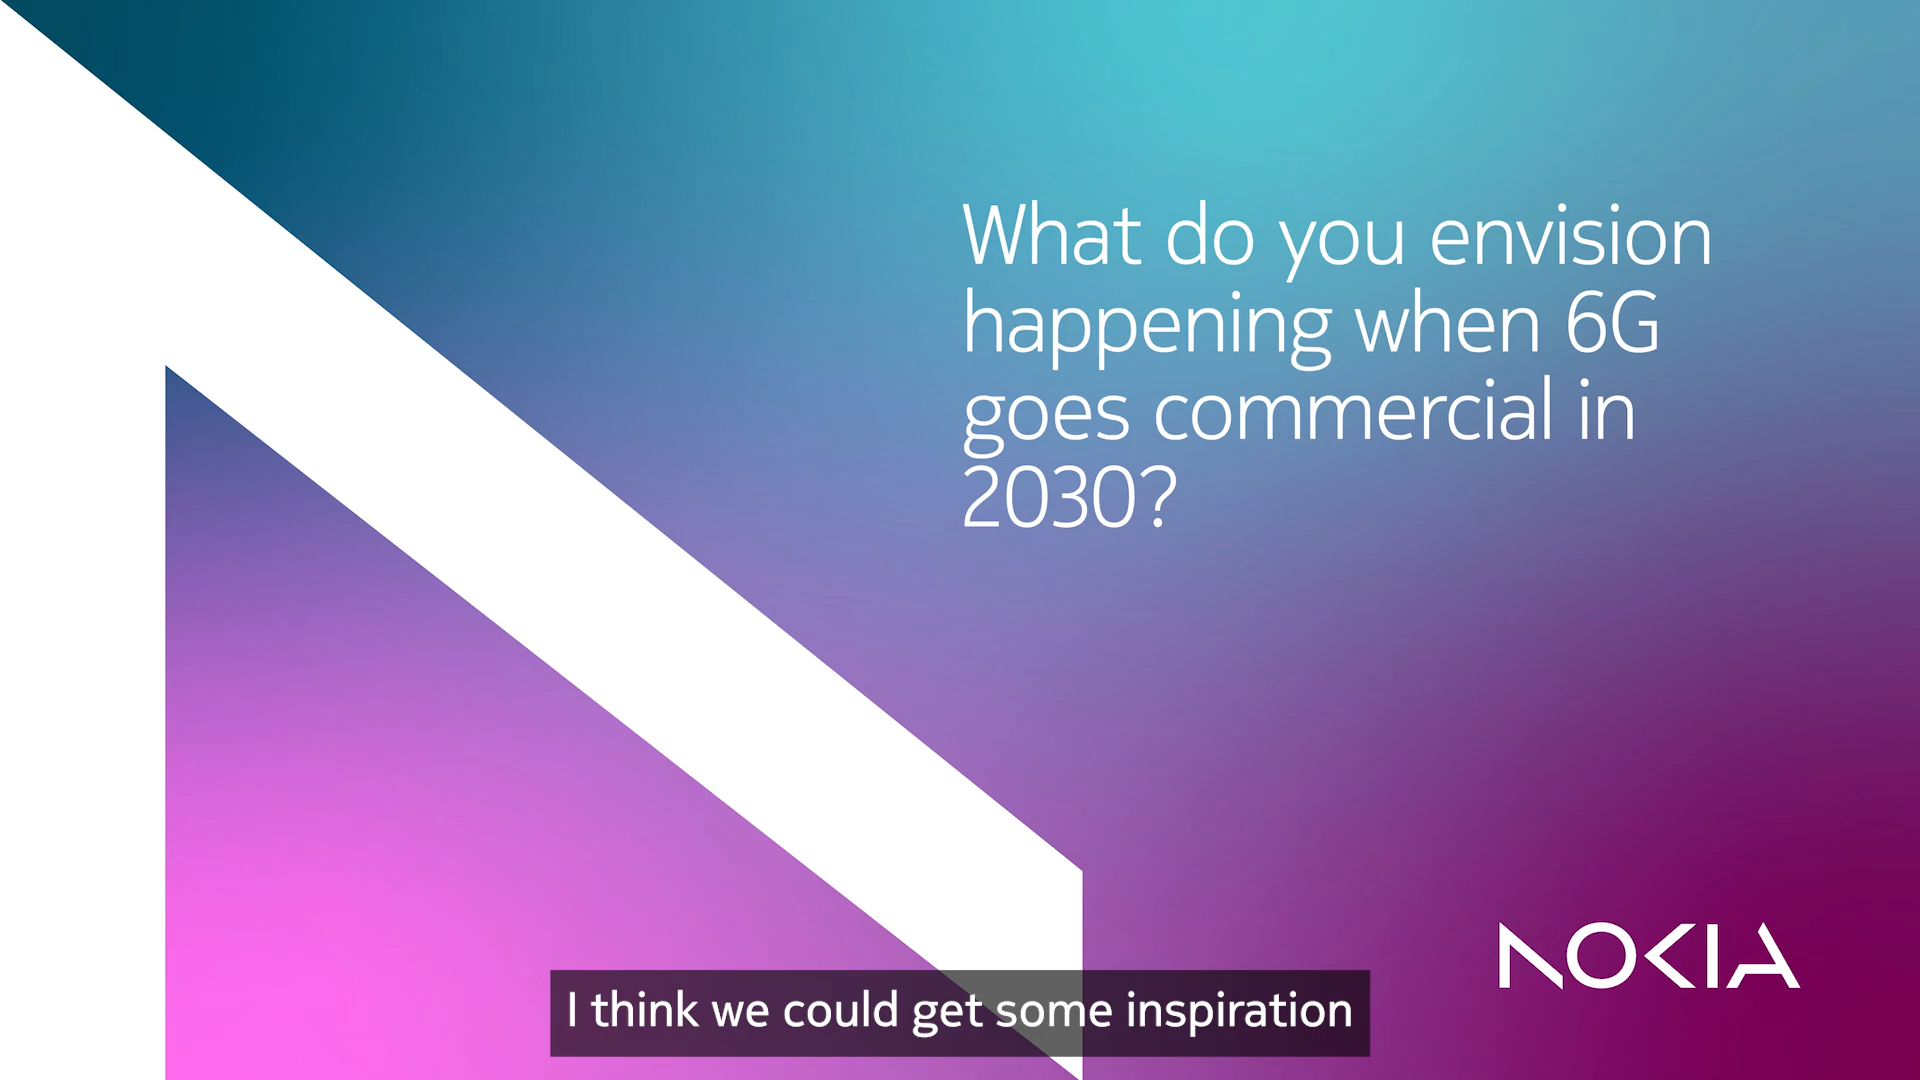 What do you envision
happening when 6G
goes commercial in
2030?
NOKIA
I think we could get some inspiration